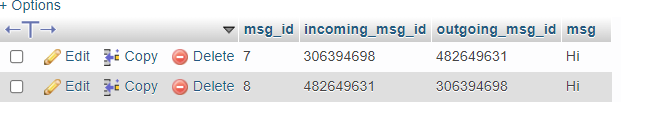 + Options
←T→ msg_id incoming_msg_id outgoing_msg_id msg
Edit Copy Delete 7 306394698 482649631 Hi
Edit Copy Delete 8 482649631 306394698 Hi